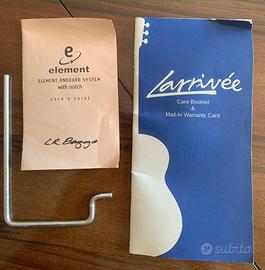 e
element
ELEMENT ONBOARD SYSTEM
with notch
USER'S GUIDE
L.R. Baggs
Larrivée
Care Booklet
&
Mail-In Warranty Card
subito